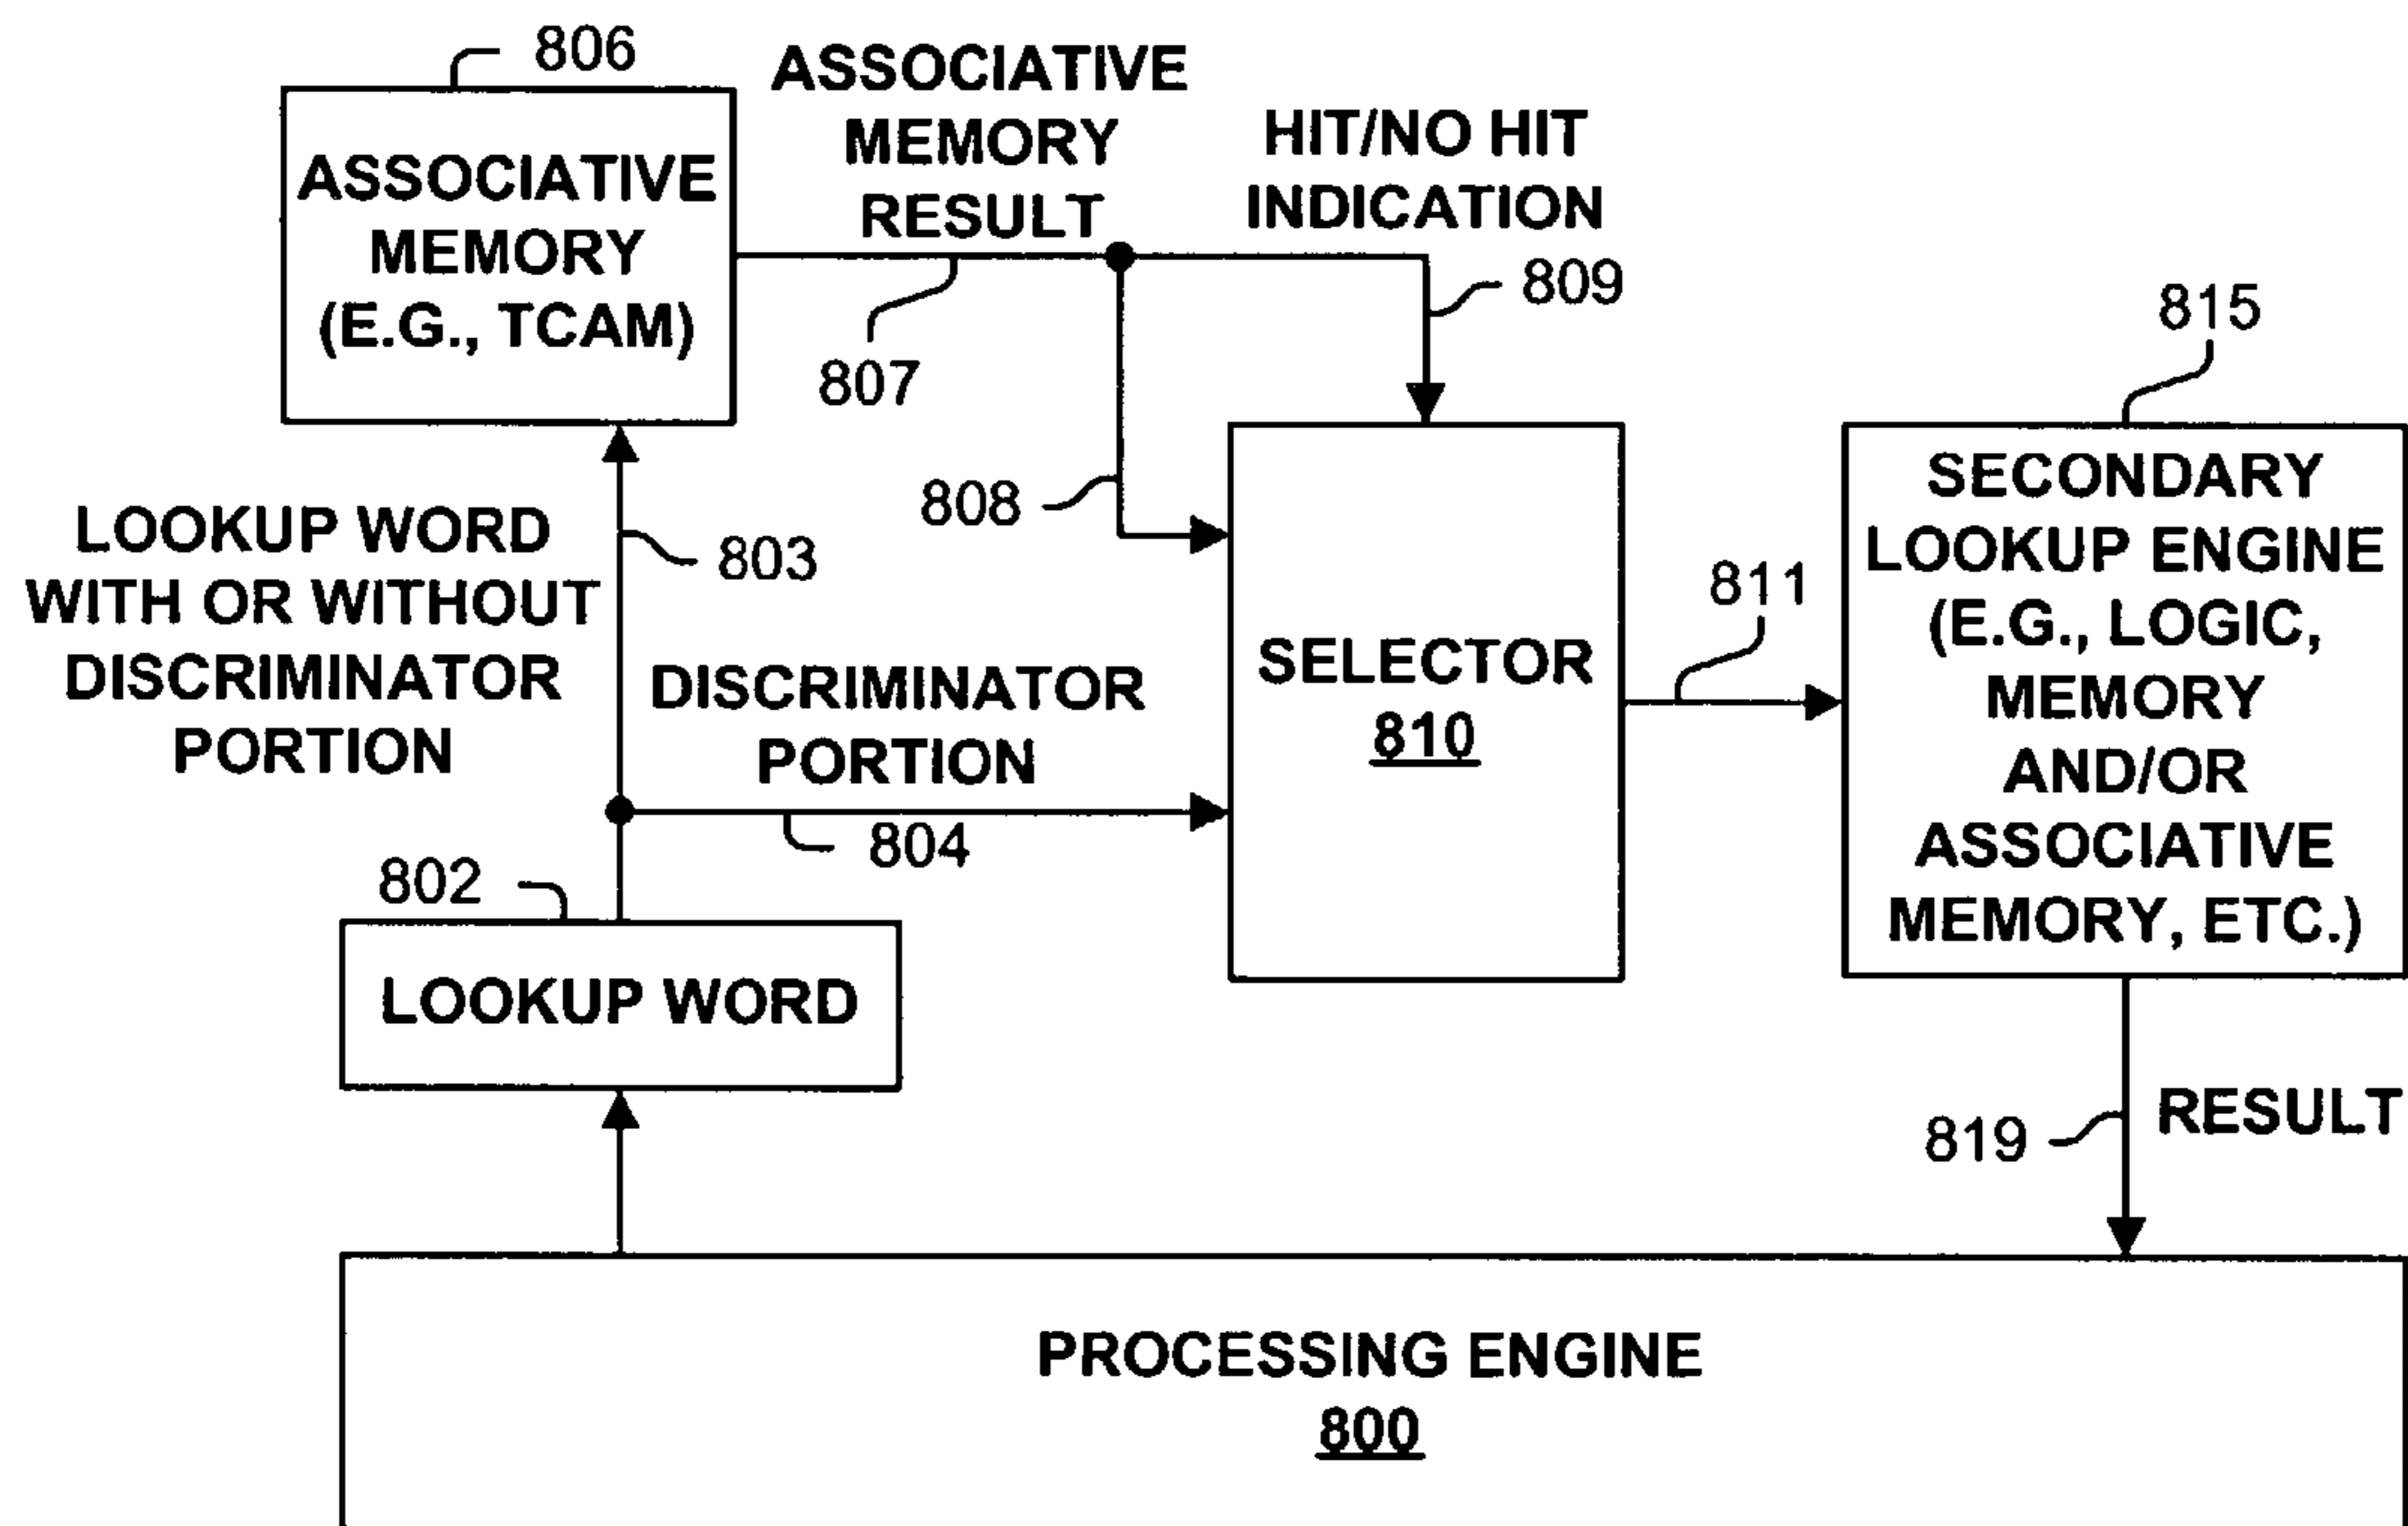 806
ASSOCIATIVE
MEMORY
(E.G., TCAM)
ASSOCIATIVE
MEMORY
RESULT
807
HIT/NO HIT
INDICATION
809
808
815
LOOKUP WORD
WITH OR WITHOUT
DISCRIMINATOR
PORTION
803
DISCRIMINATOR
PORTION
804
SELECTOR
810
811
SECONDARY
LOOKUP ENGINE
(E.G., LOGIC,
MEMORY
AND/OR
ASSOCIATIVE
MEMORY, ETC.)
802
LOOKUP WORD
819
RESULT
PROCESSING ENGINE
800